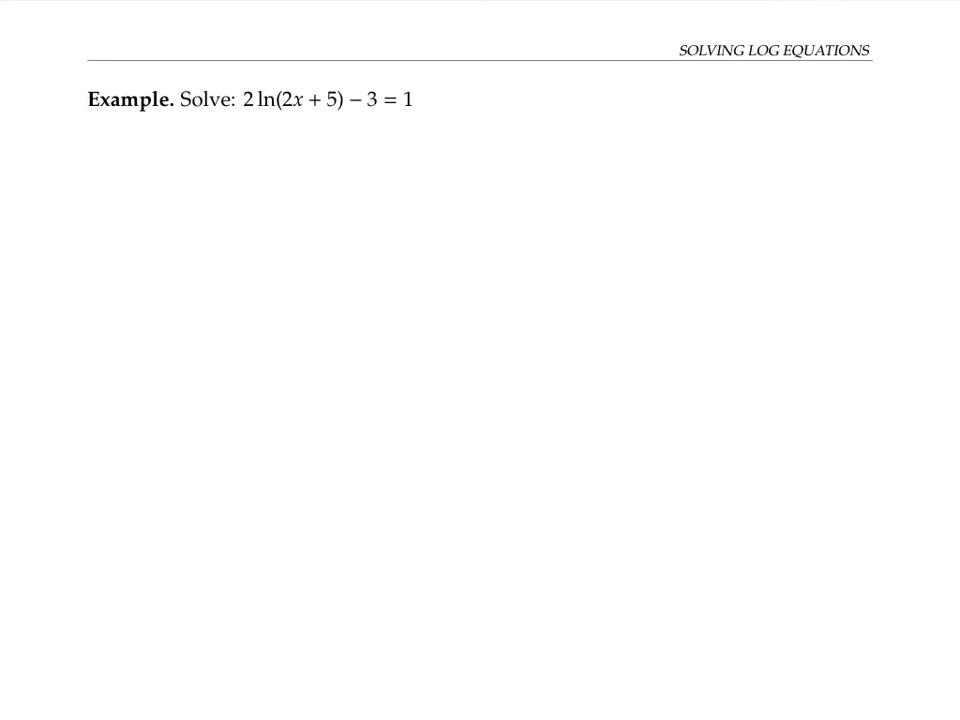 SOLVING LOG EQUATIONS
Example. Solve: 2 ln(2x + 5) − 3 = 1